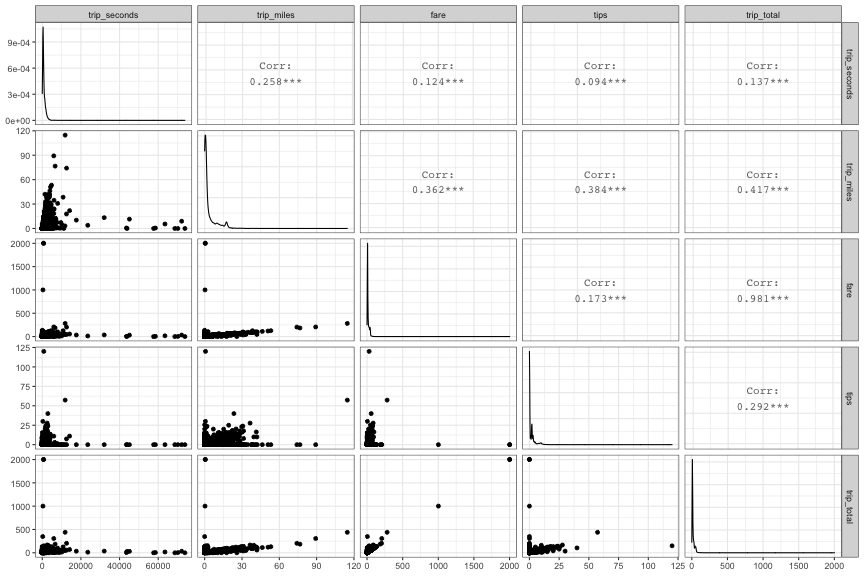 trip_seconds trip_miles fare tips trip_total
9e-04
6e-04
3e-04
0e+00
Corr:
0.258***
Corr:
0.124***
Corr:
0.094***
Corr:
0.137***
trip_seconds
120
90
60
30
0
Corr:
0.362***
Corr:
0.384***
Corr:
0.417***
trip_miles
2000
1500
1000
500
0
Corr:
0.173***
Corr:
0.981***
fare
125
100
75
50
25
0
Corr:
0.292***
tips
2000
1500
1000
500
0
trip_total
0 20000 40000 60000
0 30 60 90 120
0 500 1000 1500 2000
0 25 50 75 100 125
0 500 1000 1500 2000